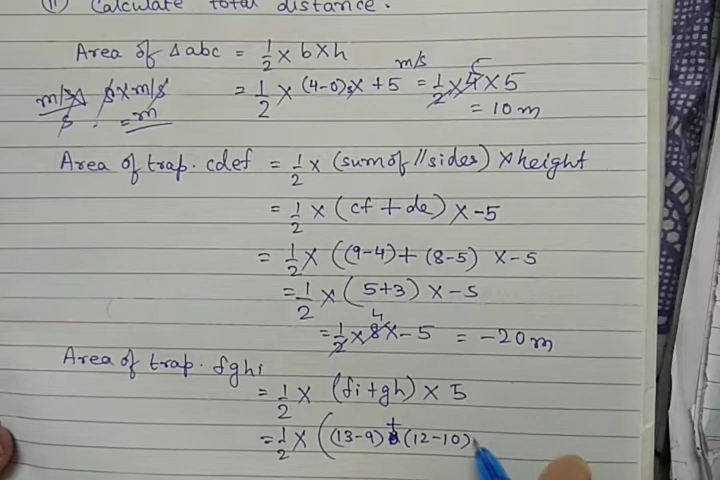 (ii) Calculate total distance.
Area of Δabc = 1/2 × b × h
= 1/2 × (4-0)s × +5 m/s = 1/2 × 4 × 5
m/s s × m/s
= m
= 10 m
Area of trap. cdef = 1/2 × (sum of // sides) × height
= 1/2 × (cf + de) × -5
= 1/2 × ((9-4) + (8-5) × -5
= 1/2 × (5+3) × -5
= 1/2 × 8 4 × -5 = -20 m
Area of trap. fghi
= 1/2 × (fi + gh) × 5
= 1/2 × ((13-9) + (12-10)